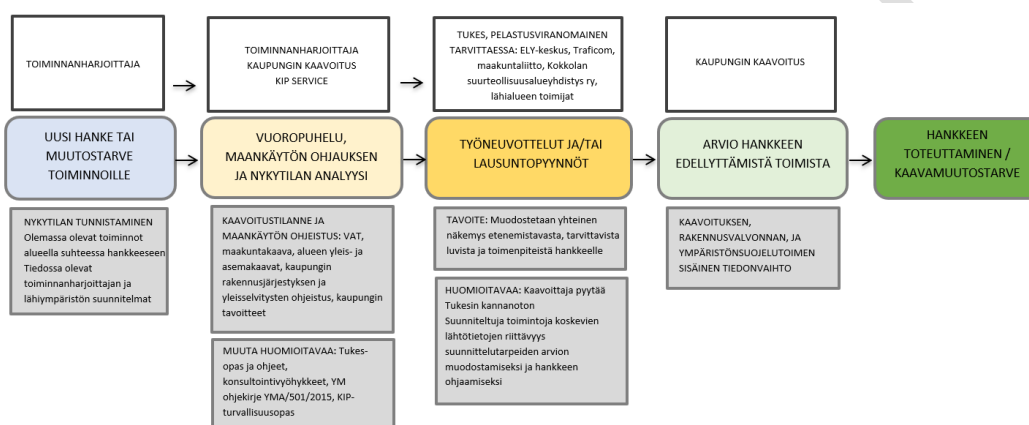 TOIMINNANHARJOITTAJA
TOIMINNANHARJOITTAJA
KAUPUNGIN KAAVOITUS
KIP SERVICE
TUKES, PELASTUSVIRANOMAINEN
TARVITTAESSA: ELY-keskus, Traficom,
maakuntaliitto, Kokkolan
suurteollisuusalueyhdistys ry,
lähialueen toimijat
KAUPUNGIN KAAVOITUS
UUSI HANKE TAI
MUUTOSTARVE
TOIMINNOILLE
VUOROPUHELU,
MAANKÄYTÖN OHJAUKSEN
JA NYKYTILAN ANALYYSI
TYÖNEUVOTTELUT JA/TAI
LAUSUNTOPYYNNÖT
ARVIO HANKKEEN
EDELLYTTÄMISTÄ TOIMISTA
HANKKEEN
TOTEUTTAMINEN /
KAAVAMUUTOSTARVE
NYKYTILAN TUNNISTAMINEN
Olemassa olevat toiminnot
alueella suhteessa hankkeeseen
Tiedossa olevat
toiminnanharjoittajan ja
lähiympäristön suunnitelmat
KAAVOITUSTILANNE JA
MAANKÄYTÖN OHJEISTUS: VAT,
maakuntakaava, alueen yleis- ja
asemakaavat, kaupungin
rakennusjärjestyksen ja
yleisselvitysten ohjeistus, kaupungin
tavoitteet
MUUTA HUOMIOITAVAA: Tukes-
opas ja ohjeet,
konsultointivyöhykkeet, YM
ohjekirje YMA/501/2015, KIP-
turvallisuusopas
TAVOITE: Muodostetaan yhteinen
näkemys etenemistavasta, tarvittavista
luvista ja toimenpiteistä hankkeelle
HUOMIOITAVAA: Kaavoittaja pyytää
Tukesin kannanoton
Suunniteltuja toimintoja koskevien
lähtötietojen riittävyys
suunnittelutarpeiden arvion
muodostamiseksi ja hankkeen
ohjaamiseksi
KAAVOITUKSEN,
RAKENNUSVALVONNAN, JA
YMPÄRISTÖNSUOJELUTOIMEN
SISÄINEN TIEDONVAIHTO